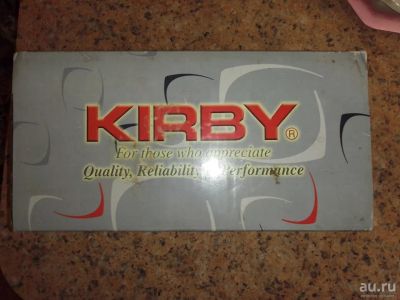 KIRBY®
For those who appreciate
Quality, Reliability & Performance
au.ru